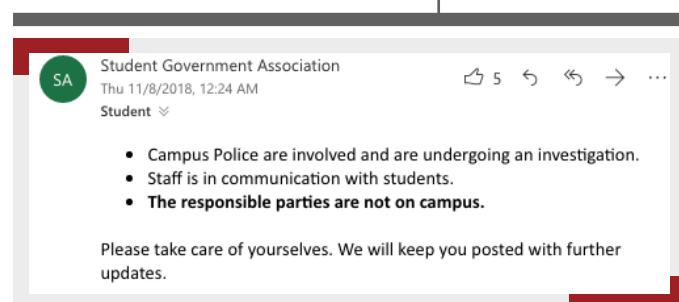 SA
Student Government Association
Thu 11/8/2018, 12:24 AM
5
Student
• Campus Police are involved and are undergoing an investigation.
• Staff is in communication with students.
• The responsible parties are not on campus.
Please take care of yourselves. We will keep you posted with further
updates.